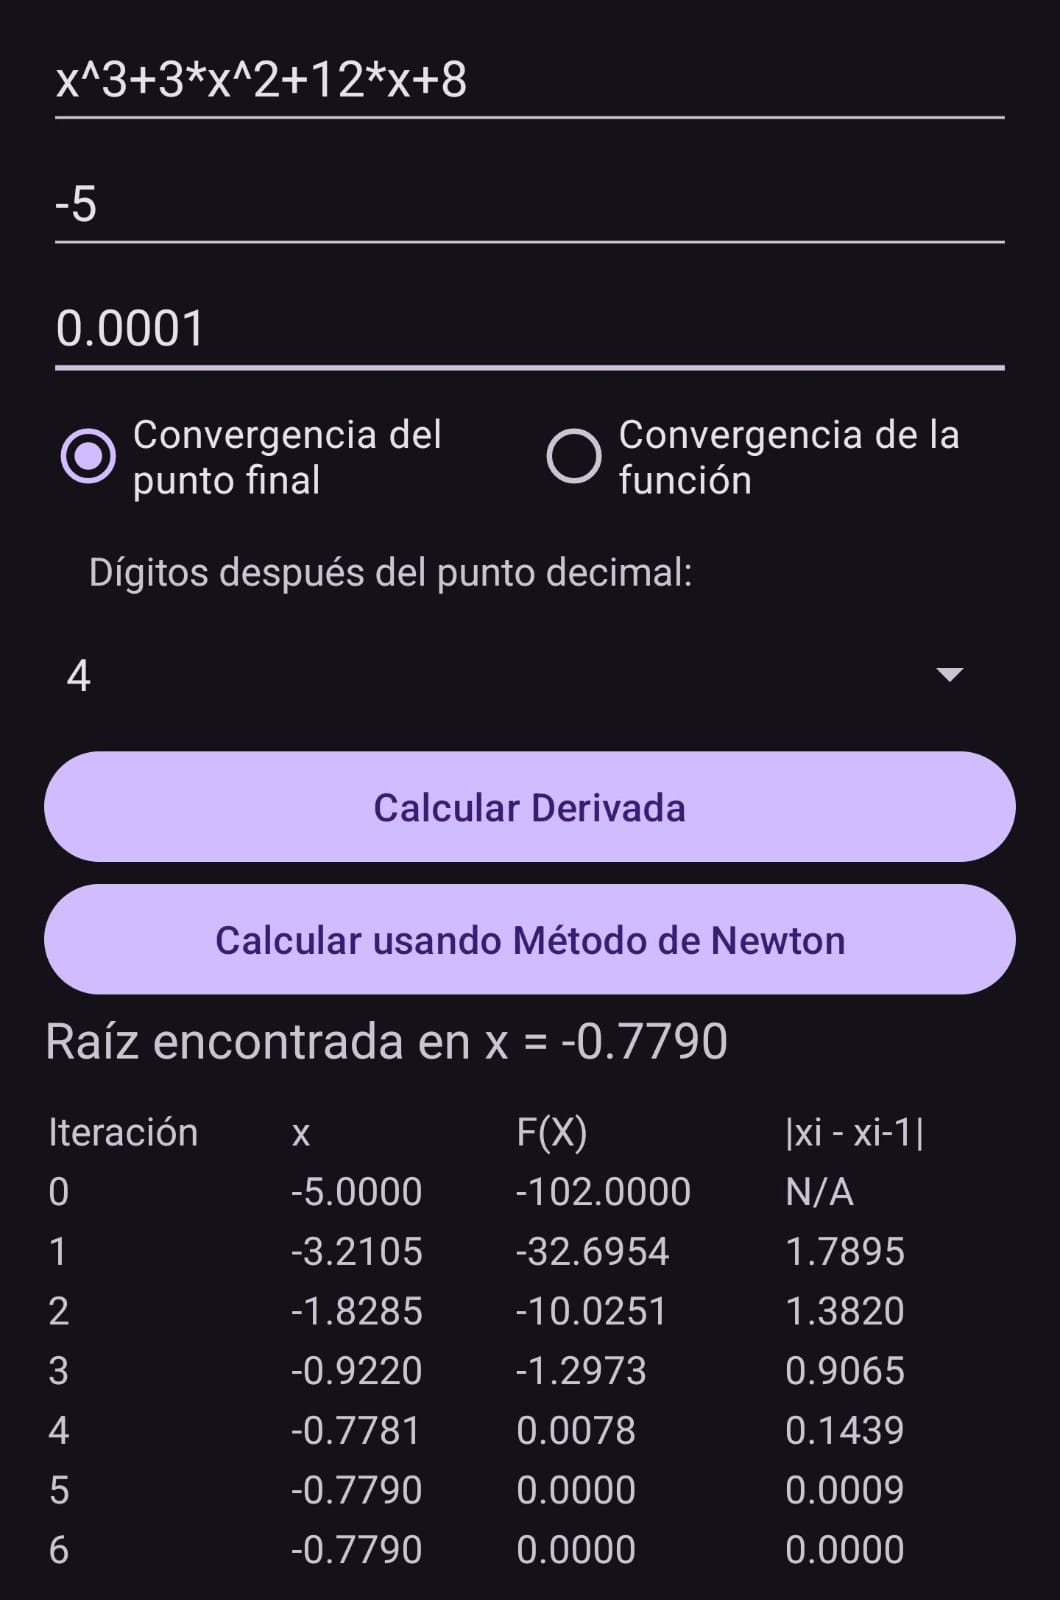 x^3+3*x^2+12*x+8
-5
0.0001
Convergencia del punto final
Convergencia de la función
Dígitos después del punto decimal:
4
Calcular Derivada
Calcular usando Método de Newton
Raíz encontrada en x = -0.7790
Iteración x F(X) |xi - xi-1|
0 -5.0000 -102.0000 N/A
1 -3.2105 -32.6954 1.7895
2 -1.8285 -10.0251 1.3820
3 -0.9220 -1.2973 0.9065
4 -0.7781 0.0078 0.1439
5 -0.7790 0.0000 0.0009
6 -0.7790 0.0000 0.0000